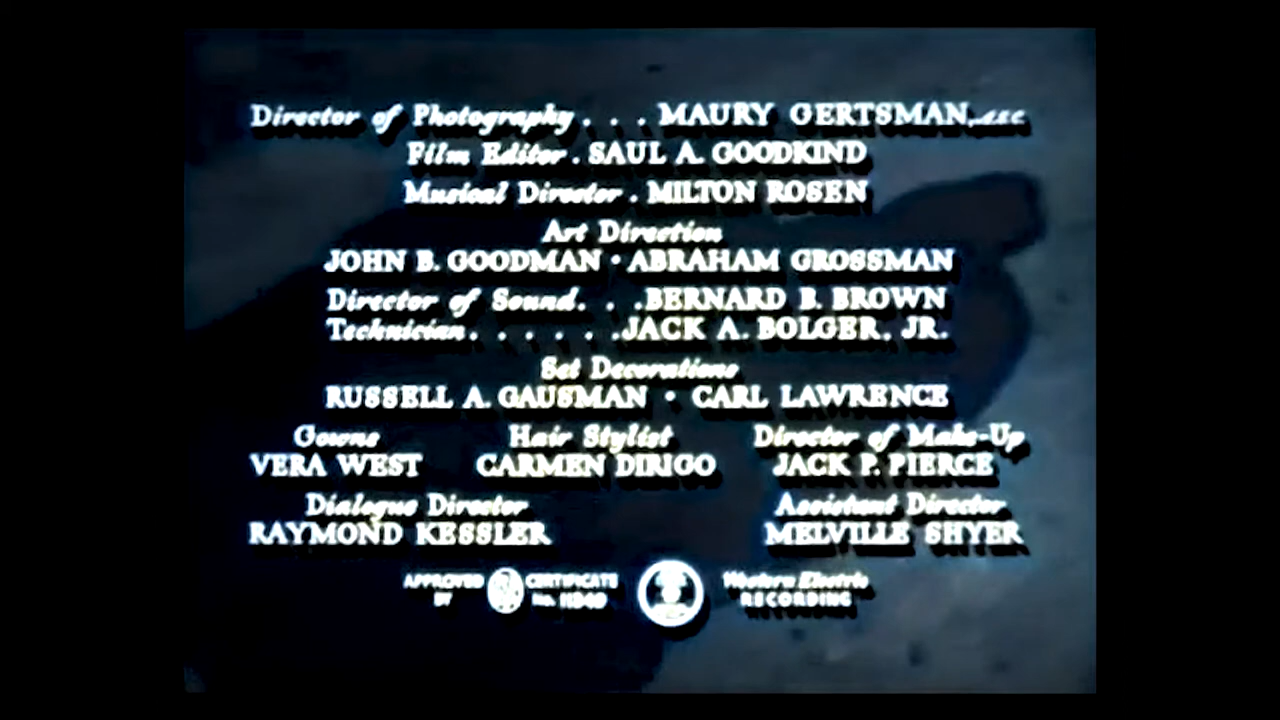 Director of Photography . . . MAURY GERTSMAN, A.S.C.
Film Editor . SAUL A. GOODKIND
Musical Director . MILTON ROSEN
Art Direction
JOHN B. GOODMAN • ABRAHAM GROSSMAN
Director of Sound. . .BERNARD B. BROWN
Technician. . . . . .JACK A. BOLGER, JR.
Set Decorations
RUSSELL A. GAUSMAN • CARL LAWRENCE
Gowns Hair Stylist Director of Make-Up
VERA WEST CARMEN DIRIGO JACK P. PIERCE
Dialogue Director Assistant Director
RAYMOND KESSLER MELVILLE SHYER
APPROVED CERTIFICATE Western Electric
BY No. RECORDING